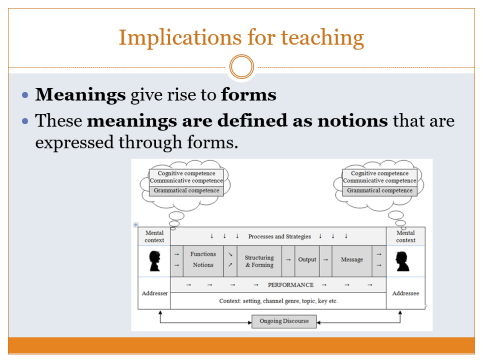 Implications for teaching
• Meanings give rise to forms
• These meanings are defined as notions that are
expressed through forms.
Cognitive competence
Communicative competence
Grammatical competence
Cognitive competence
Communicative competence
Grammatical competence
Mental
context
↓ ↓ ↓ Processes and Strategies ↓ ↓ ↓
Mental
context
→ Functions ↘
→ Notions ↗
Structuring
& Forming
→ Output → Message →
→
Addresser
→ → → → PERFORMANCE → → →
Context: setting, channel genre, topic, key etc.
Addressee
Ongoing Discourse